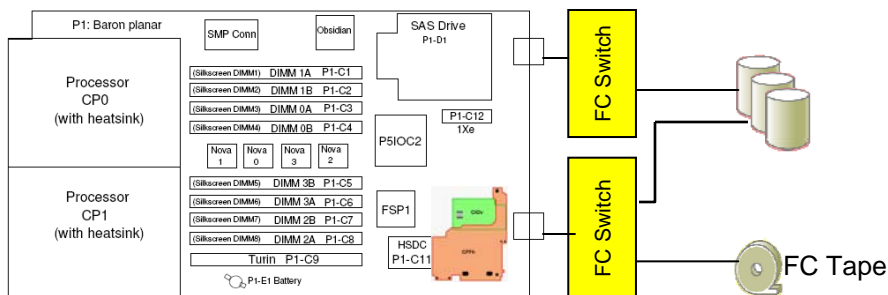 P1: Baron planar
SMP Conn
Obsidian
SAS Drive
P1-D1
Processor
CP0
(with heatsink)
(Silkscreen DIMM1) DIMM 1A P1-C1
(Silkscreen DIMM2) DIMM 1B P1-C2
(Silkscreen DIMM3) DIMM 0A P1-C3
(Silkscreen DIMM4) DIMM 0B P1-C4
P1-C12
1Xe
P5IOC2
Nova
1
Nova
0
Nova
3
Nova
2
Processor
CP1
(with heatsink)
(Silkscreen DIMM5) DIMM 3B P1-C5
(Silkscreen DIMM6) DIMM 3A P1-C6
(Silkscreen DIMM7) DIMM 2B P1-C7
(Silkscreen DIMM8) DIMM 2A P1-C8
Turin P1-C9
P1-E1 Battery
FSP1
HSDC
P1-C11
FC Switch
FC Switch
FC Tape